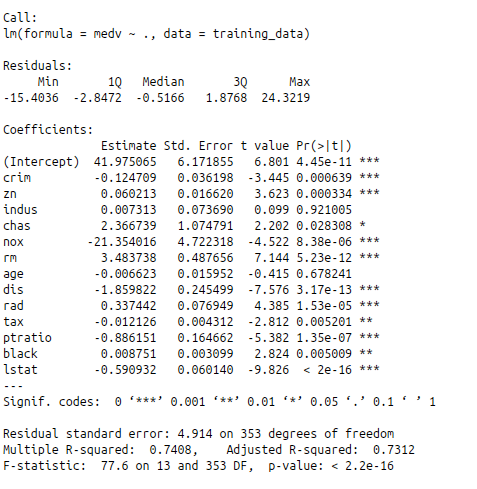 Call:
lm(formula = medv ~ ., data = training_data)
Residuals:
     Min       1Q   Median       3Q      Max
-15.4036  -2.8472  -0.5166   1.8768  24.3219
Coefficients:
              Estimate Std. Error t value Pr(>|t|)
(Intercept)  41.975065   6.171855   6.801 4.45e-11 ***
crim         -0.124709   0.036198  -3.445 0.000639 ***
zn            0.060213   0.016620   3.623 0.000334 ***
indus         0.007313   0.073690   0.099 0.921005
chas          2.366739   1.074791   2.202 0.028308 *
nox         -21.354016   4.722318  -4.522 8.38e-06 ***
rm            3.483738   0.487656   7.144 5.23e-12 ***
age          -0.006623   0.015952  -0.415 0.678241
dis          -1.859822   0.245499  -7.576 3.17e-13 ***
rad           0.337442   0.076949   4.385 1.53e-05 ***
tax          -0.012126   0.004312  -2.812 0.005201 **
ptratio      -0.886151   0.164662  -5.382 1.35e-07 ***
black         0.008751   0.003099   2.824 0.005009 **
lstat        -0.590932   0.060140  -9.826  < 2e-16 ***
---
Signif. codes:  0 ‘***’ 0.001 ‘**’ 0.01 ‘*’ 0.05 ‘.’ 0.1 ‘ ’ 1
Residual standard error: 4.914 on 353 degrees of freedom
Multiple R-squared:  0.7408,    Adjusted R-squared:  0.7312
F-statistic:  77.6 on 13 and 353 DF,  p-value: < 2.2e-16